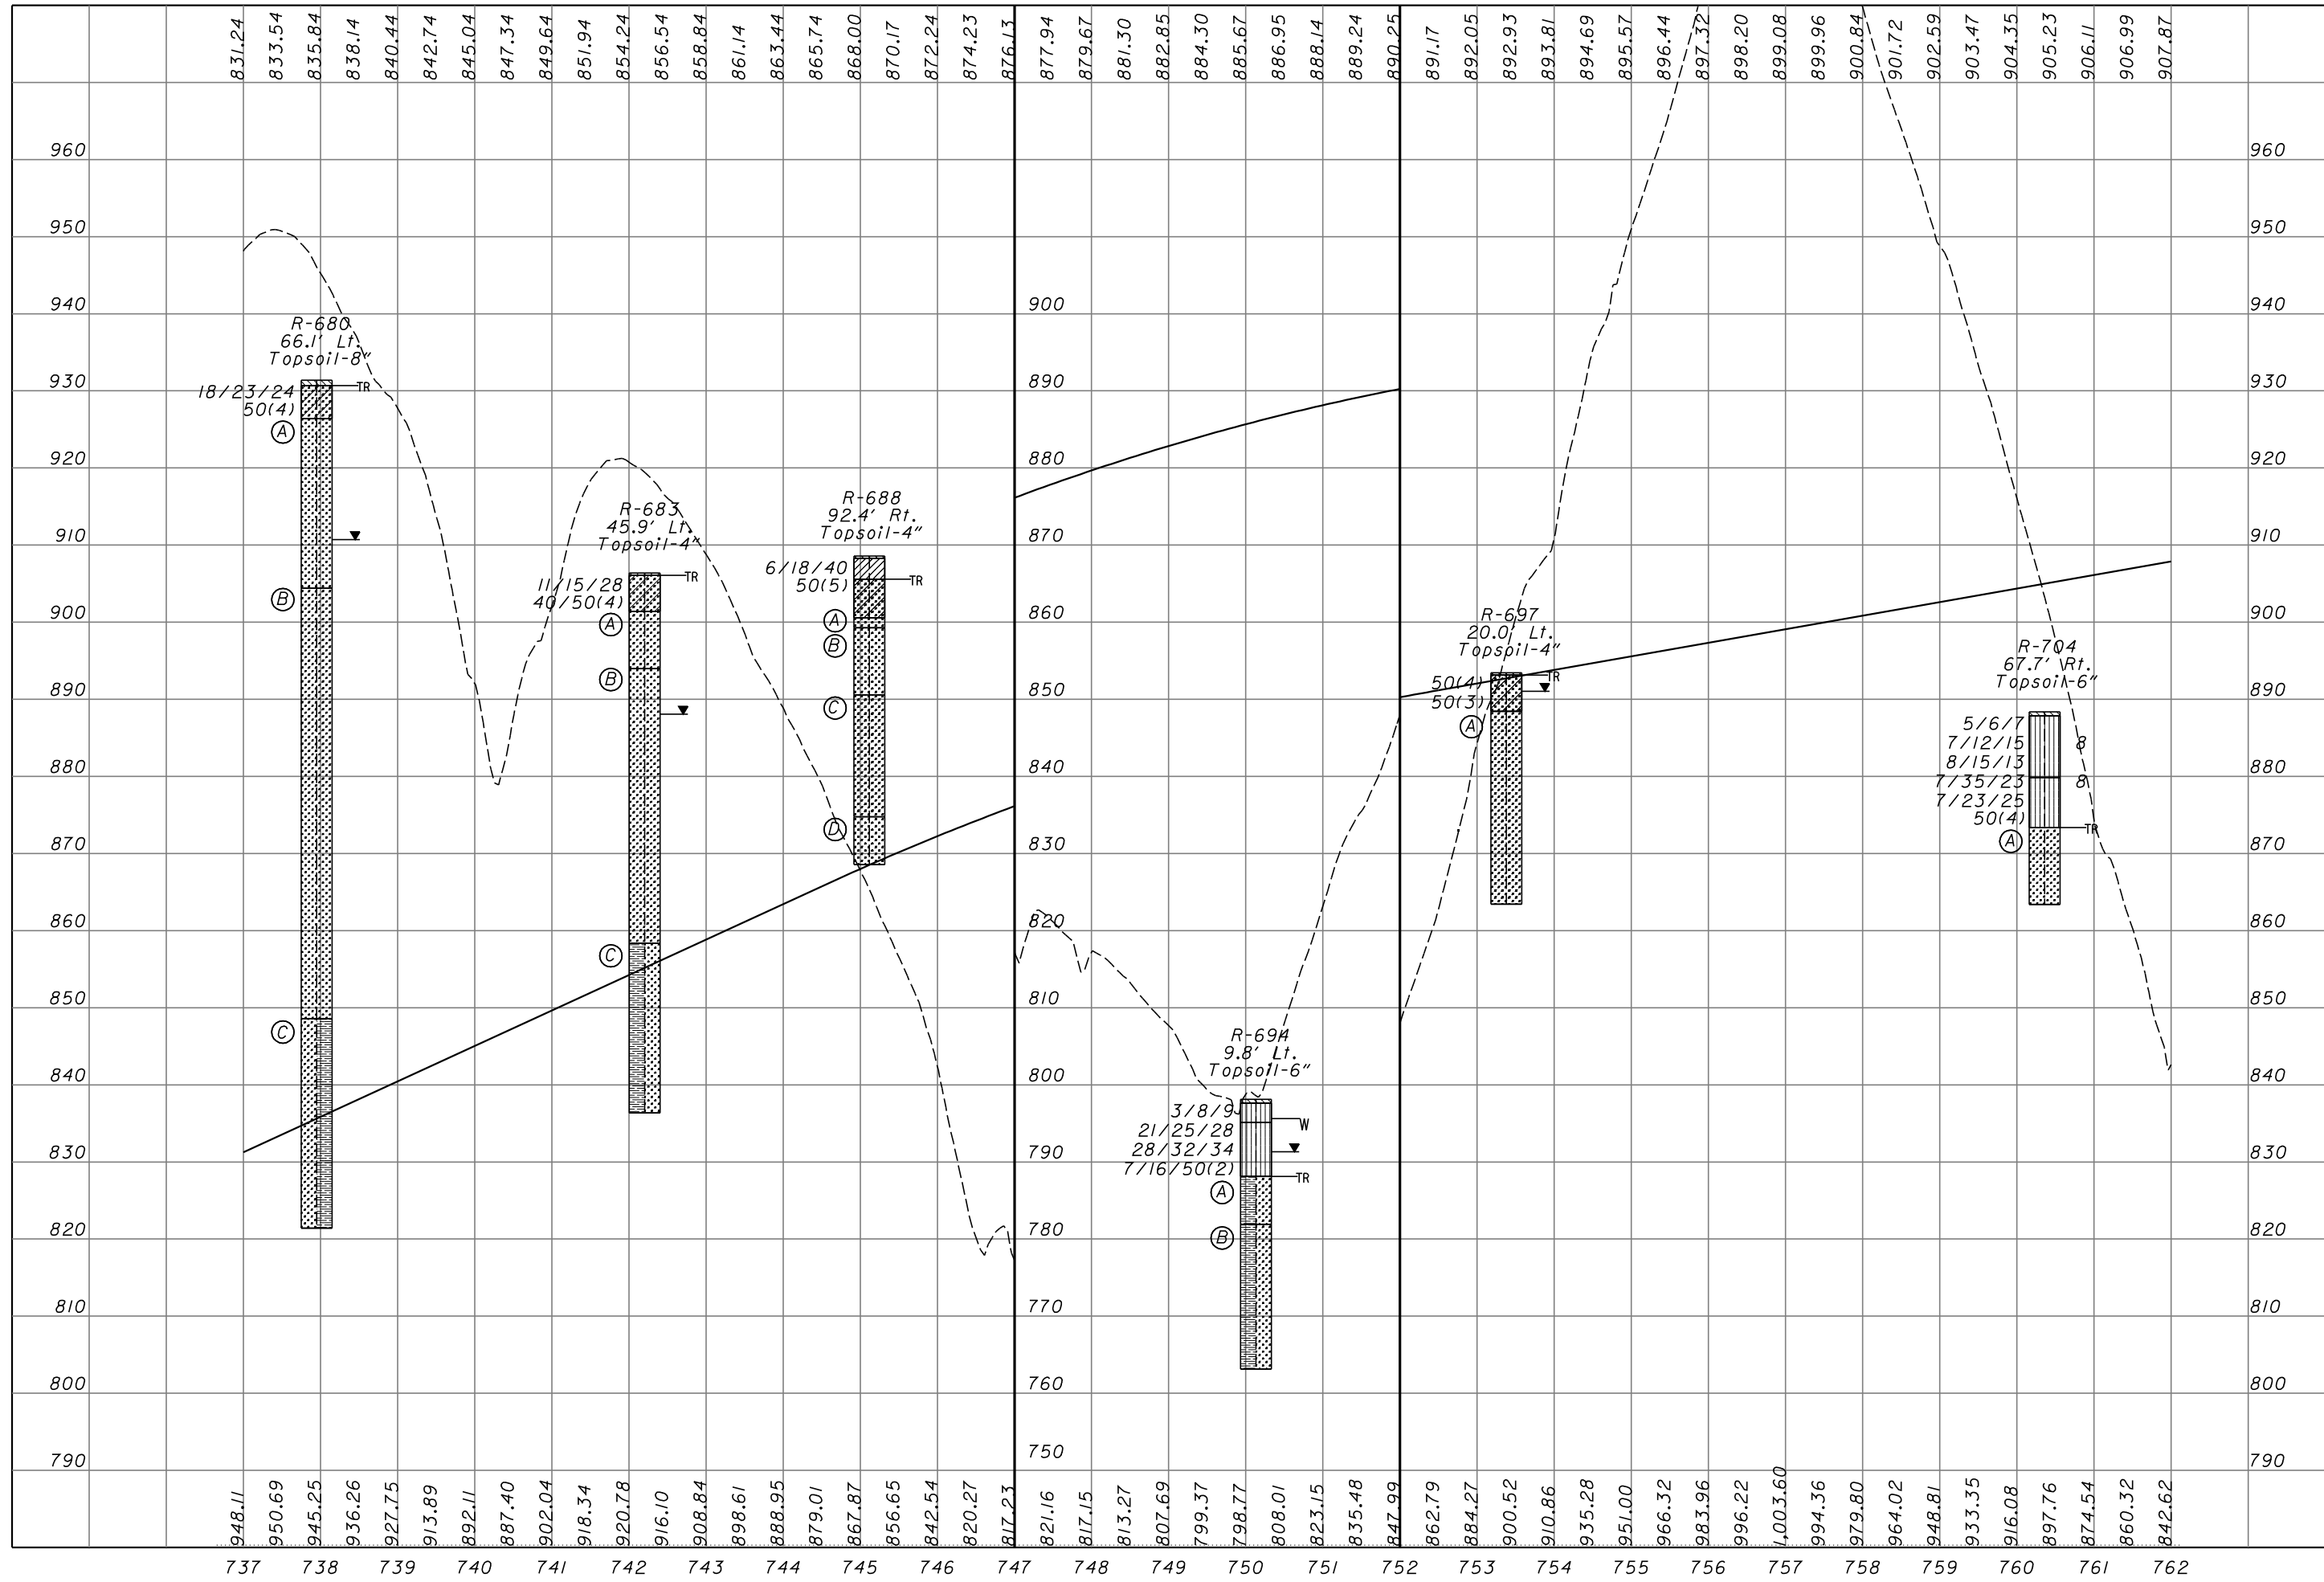 831.24 833.54 835.84 838.14 840.44 842.74 845.04 847.34 849.64 851.94 854.24 856.54 858.84 861.14 863.44 865.74 868.00 870.17 872.24 874.23 876.13 877.94 879.67 881.30 882.85 884.30 885.67 886.95 888.14 889.24 890.25 891.17 892.05 892.93 893.81 894.69 895.57 896.44 897.32 898.20 899.08 899.96 900.84 901.72 902.59 903.47 904.35 905.23 906.11 906.99 907.87
960 960
950 950
940 900 940
930 890 930
920 880 920
910 870 910
900 860 900
890 850 890
880 840 880
870 830 870
860 820 860
850 810 850
840 800 840
830 790 830
820 780 820
810 770 810
800 760 800
790 750 790
R-680
66.1' Lt.
Topsoil-8"
TR
18/23/24
50(4)
A
B
C
R-683
45.9' Lt.
Topsoil-4"
TR
11/15/28
40/50(4)
A
B
C
R-688
92.4' Rt.
Topsoil-4"
6/18/40
50(5)
TR
A
B
C
D
R-694
9.8' Lt.
Topsoil-6"
3/8/9
W
21/25/28
28/32/34
7/16/50(2)
TR
A
B
R-697
20.0' Lt.
Topsoil-4"
TR
50(4)
50(3)
A
R-704
67.7' Rt.
Topsoil-6"
5/6/7
7/12/15 8
8/15/13
7/35/23 8
7/23/25
50(4)
TR
A
948.11 950.69 945.25 936.26 927.75 913.89 892.11 887.40 902.04 918.34 920.78 916.10 908.84 898.61 888.95 879.01 867.87 856.65 842.54 820.27 817.23 821.16 817.15 813.27 807.69 799.37 798.77 808.01 823.15 835.48 847.99 862.79 884.27 900.52 910.86 935.28 951.00 966.32 983.96 996.22 1,003.60 994.36 979.80 964.02 948.81 933.35 916.08 897.76 874.54 860.32 842.62
737 738 739 740 741 742 743 744 745 746 747 748 749 750 751 752 753 754 755 756 757 758 759 760 761 762